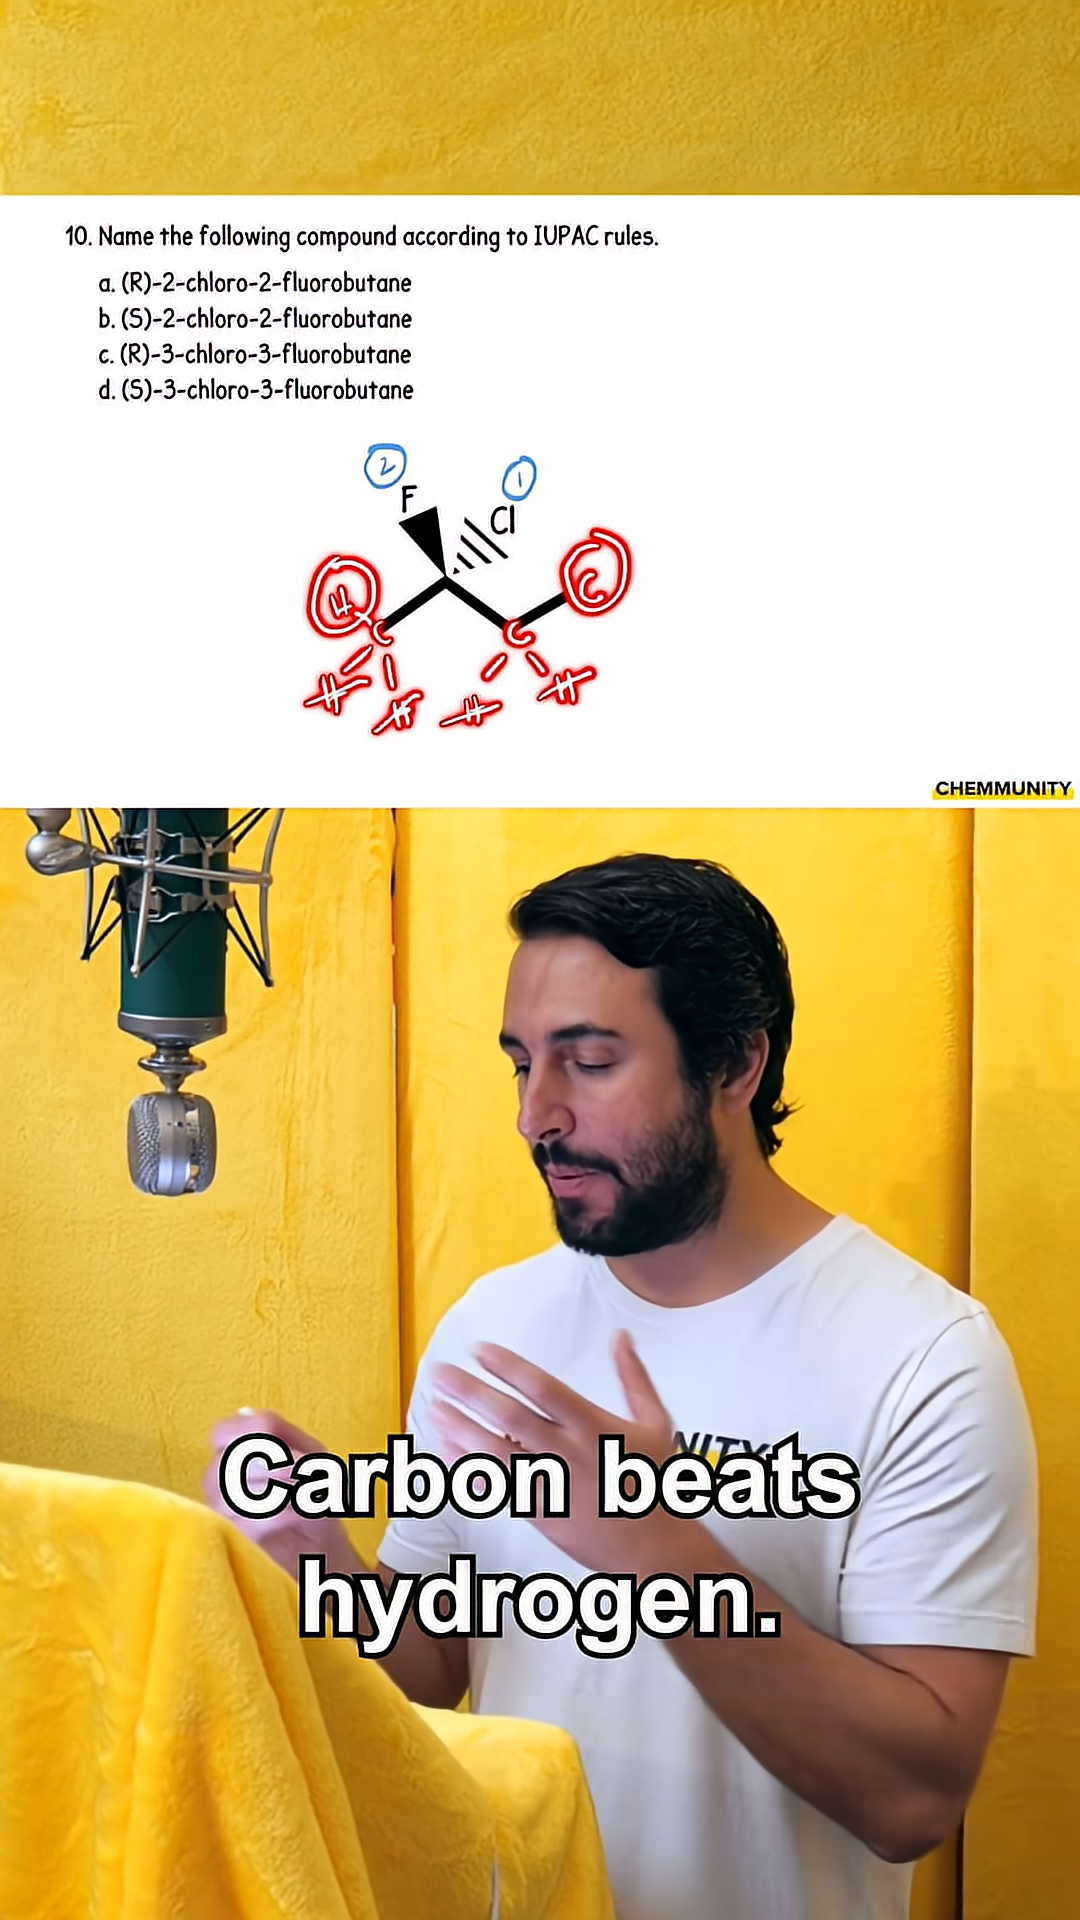 10. Name the following compound according to IUPAC rules.
a. (R)-2-chloro-2-fluorobutane
b. (S)-2-chloro-2-fluorobutane
c. (R)-3-chloro-3-fluorobutane
d. (S)-3-chloro-3-fluorobutane
2 1
F Cl
H C C C
H H H H
CHEMMUNITY
NITY
Carbon beats
hydrogen.